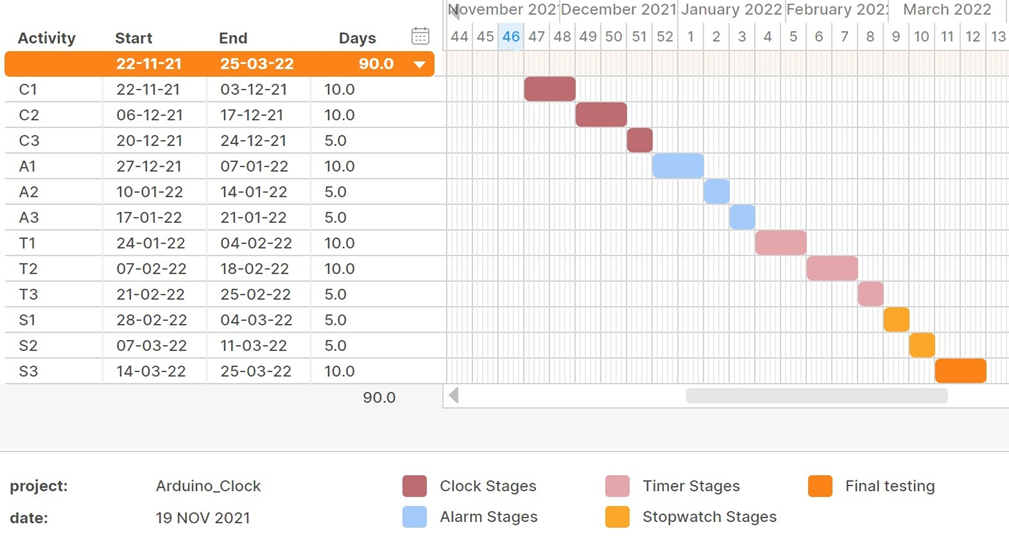 November 202 December 2021 January 2022 February 202 March 2022
Activity Start End Days
44 45 46 47 48 49 50 51 52 1 2 3 4 5 6 7 8 9 10 11 12 13
22-11-21 25-03-22 90.0
C1 22-11-21 03-12-21 10.0
C2 06-12-21 17-12-21 10.0
C3 20-12-21 24-12-21 5.0
A1 27-12-21 07-01-22 10.0
A2 10-01-22 14-01-22 5.0
A3 17-01-22 21-01-22 5.0
T1 24-01-22 04-02-22 10.0
T2 07-02-22 18-02-22 10.0
T3 21-02-22 25-02-22 5.0
S1 28-02-22 04-03-22 5.0
S2 07-03-22 11-03-22 5.0
S3 14-03-22 25-03-22 10.0
90.0
project: Arduino_Clock Clock Stages Timer Stages Final testing
date: 19 NOV 2021 Alarm Stages Stopwatch Stages